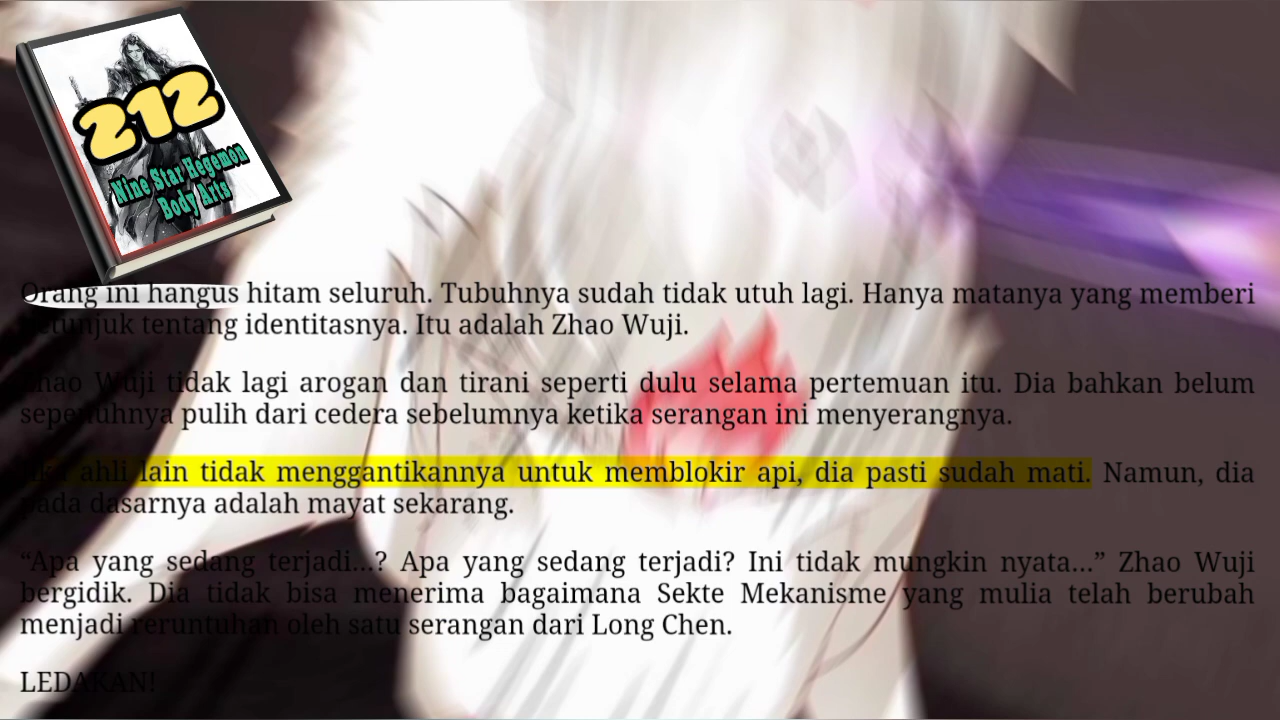 212
Nine Star Hegemon
Body Arts
Orang ini hangus hitam seluruh. Tubuhnya sudah tidak utuh lagi. Hanya matanya yang memberi
petunjuk tentang identitasnya. Itu adalah Zhao Wuji.
Zhao Wuji tidak lagi arogan dan tirani seperti dulu selama pertemuan itu. Dia bahkan belum
sepenuhnya pulih dari cedera sebelumnya ketika serangan ini menyerangnya.
Jika ahli lain tidak menggantikannya untuk memblokir api, dia pasti sudah mati. Namun, dia
pada dasarnya adalah mayat sekarang.
“Apa yang sedang terjadi...? Apa yang sedang terjadi? Ini tidak mungkin nyata...” Zhao Wuji
bergidik. Dia tidak bisa menerima bagaimana Sekte Mekanisme yang mulia telah berubah
menjadi reruntuhan oleh satu serangan dari Long Chen.
LEDAKAN!